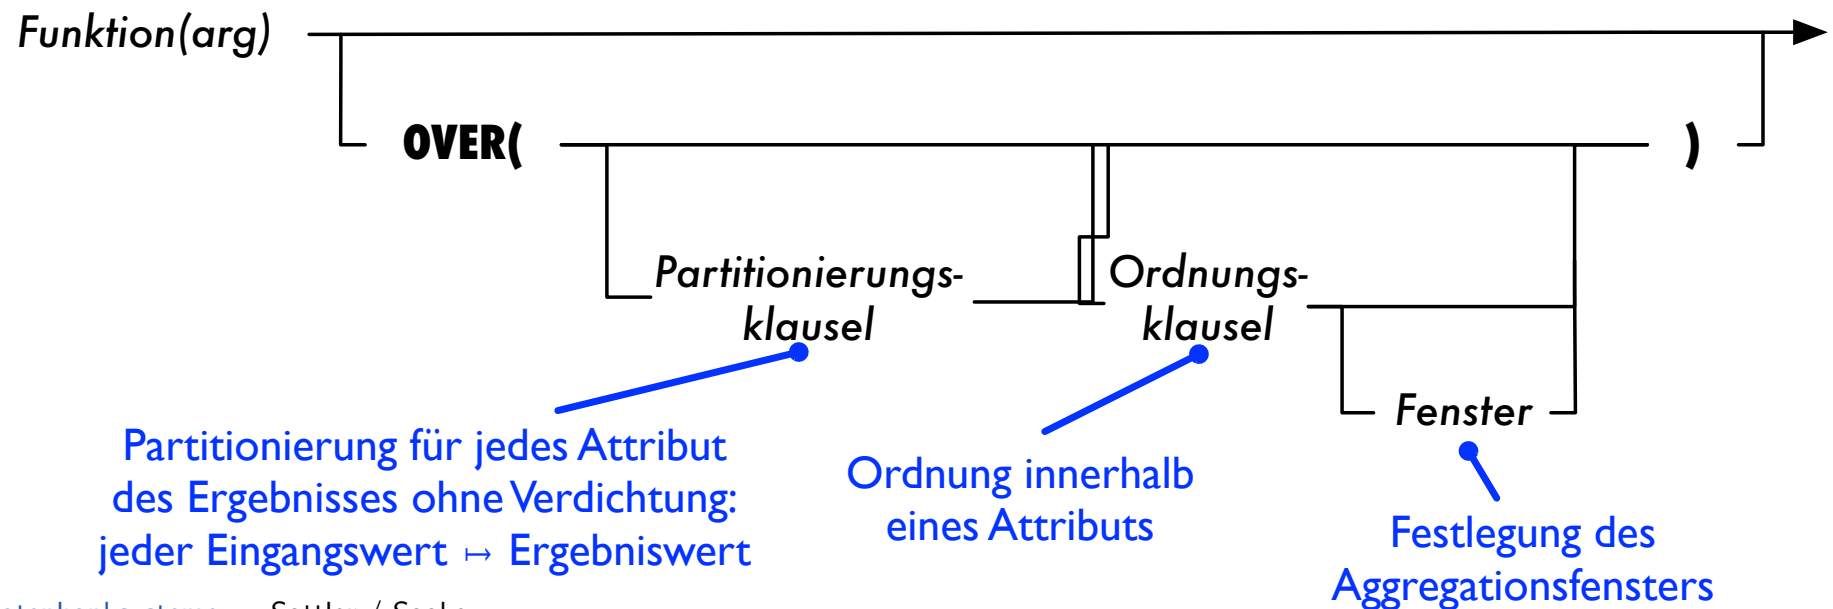 Funktion(arg)
OVER(
)
Partitionierungs-
klausel
Ordnungs-
klausel
Fenster
Partitionierung für jedes Attribut
des Ergebnisses ohne Verdichtung:
jeder Eingangswert ↦ Ergebniswert
Ordnung innerhalb
eines Attributs
Festlegung des
Aggregationsfensters